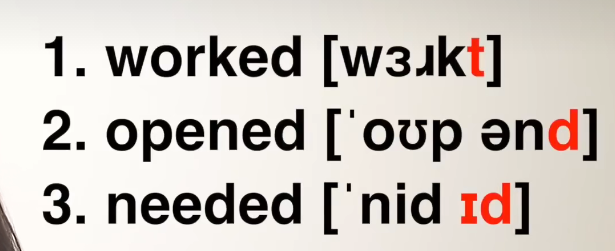 1. worked [wɜɹkt]
2. opened [ˈoʊp ənd]
3. needed [ˈnid ɪd]